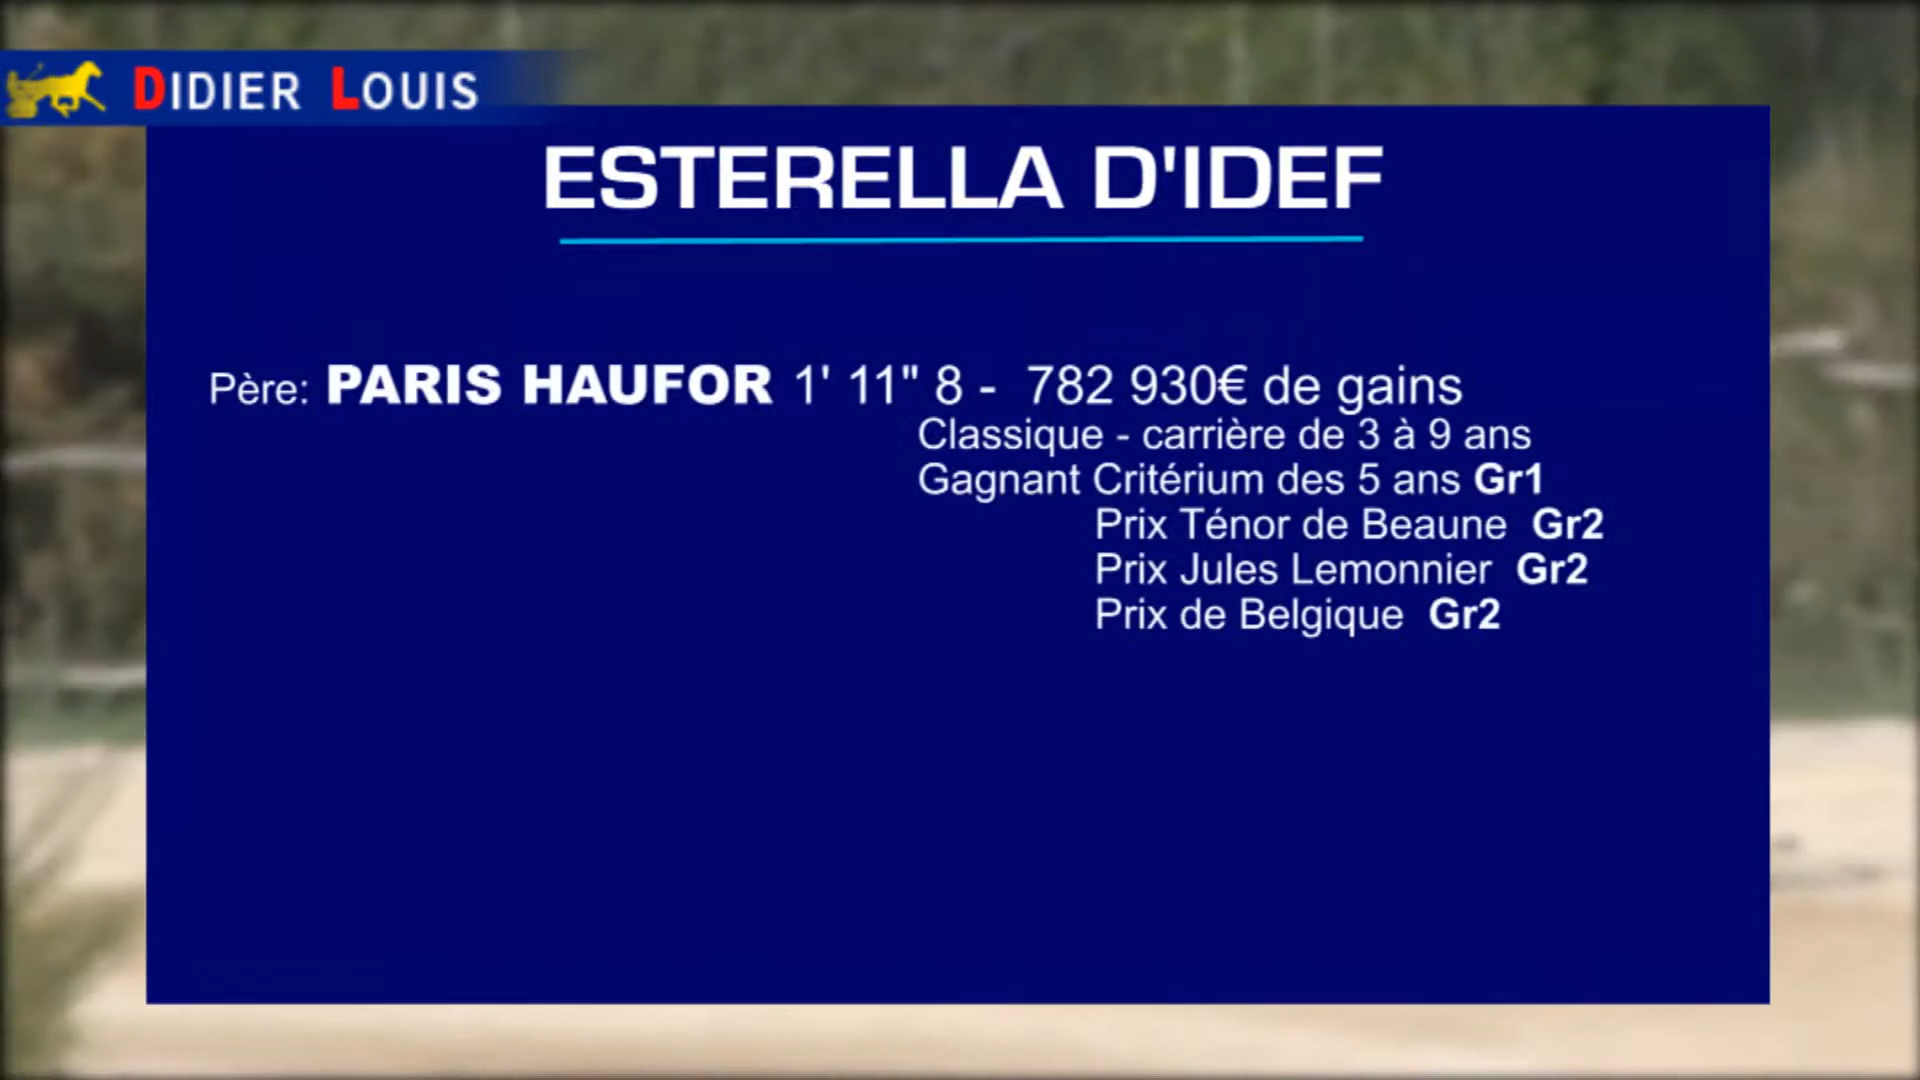 DIDIER LOUIS
ESTERELLA D'IDEF
Père: PARIS HAUFOR 1' 11" 8 - 782 930€ de gains
Classique - carrière de 3 à 9 ans
Gagnant Critérium des 5 ans Gr1
Prix Ténor de Beaune Gr2
Prix Jules Lemonnier Gr2
Prix de Belgique Gr2